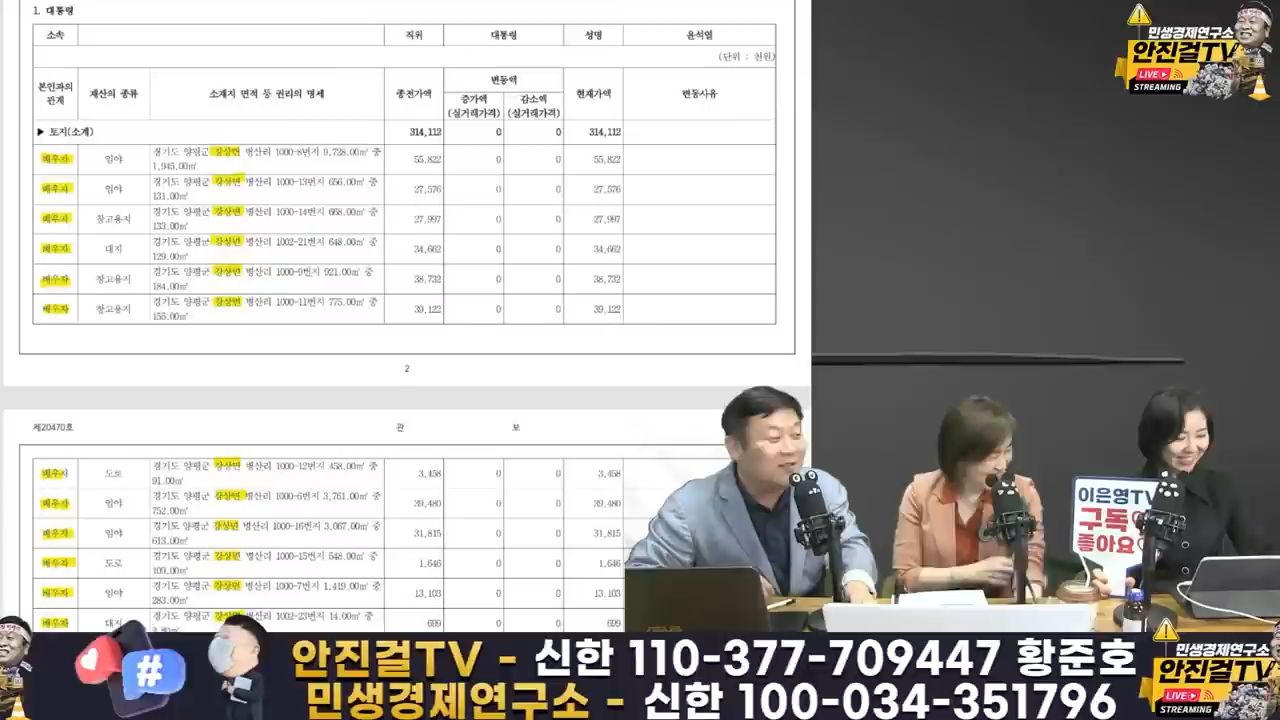 1. 대통령
소속 직위 대통령 성명 윤석열
(단위 : 천원)
본인과의 관계 재산의 종류 소재지 면적 등 권리의 명세 종전가액 변동액 현재가액 변동사유
증가액 (실거래가격) 감소액 (실거래가격)
▶ 토지(소계) 314,112 0 0 314,112
배우자 임야 경기도 양평군 강상면 병산리 1000-8번지 9,728.00㎡ 중 1,945.00㎡ 55,822 0 0 55,822
배우자 임야 경기도 양평군 강상면 병산리 1000-13번지 656.00㎡ 중 131.00㎡ 27,576 0 0 27,576
배우자 창고용지 경기도 양평군 강상면 병산리 1000-14번지 668.00㎡ 중 133.00㎡ 27,997 0 0 27,997
배우자 대지 경기도 양평군 강상면 병산리 1002-21번지 648.00㎡ 중 129.00㎡ 34,662 0 0 34,662
배우자 창고용지 경기도 양평군 강상면 병산리 1000-9번지 921.00㎡ 중 184.00㎡ 38,732 0 0 38,732
배우자 창고용지 경기도 양평군 강상면 병산리 1000-11번지 775.00㎡ 중 155.00㎡ 39,122 0 0 39,122
2
제20470호 관 보
배우자 도로 경기도 양평군 강상면 병산리 1000-12번지 458.00㎡ 중 91.00㎡ 3,458 0 0 3,458
배우자 임야 경기도 양평군 강상면 병산리 1000-6번지 3,761.00㎡ 중 752.00㎡ 39,480 0 0 39,480
배우자 임야 경기도 양평군 강상면 병산리 1000-16번지 3,067.00㎡ 중 613.00㎡ 31,815 0 0 31,815
배우자 도로 경기도 양평군 강상면 병산리 1000-15번지 548.00㎡ 중 109.00㎡ 1,646 0 0 1,646
배우자 임야 경기도 양평군 강상면 병산리 1000-7번지 1,419.00㎡ 중 283.00㎡ 13,103 0 0 13,103
배우자 대지 경기도 양평군 강상면 병산리 1002-23번지 14.00㎡ 중 699 0 0 699
민생경제연구소
안진걸TV
LIVE
STREAMING
이은영TV
구독
좋아요
#
안진걸TV - 신한 110-377-709447 황준호
민생경제연구소 - 신한 100-034-351796
민생경제연구소
안진걸TV
LIVE
STREAMING